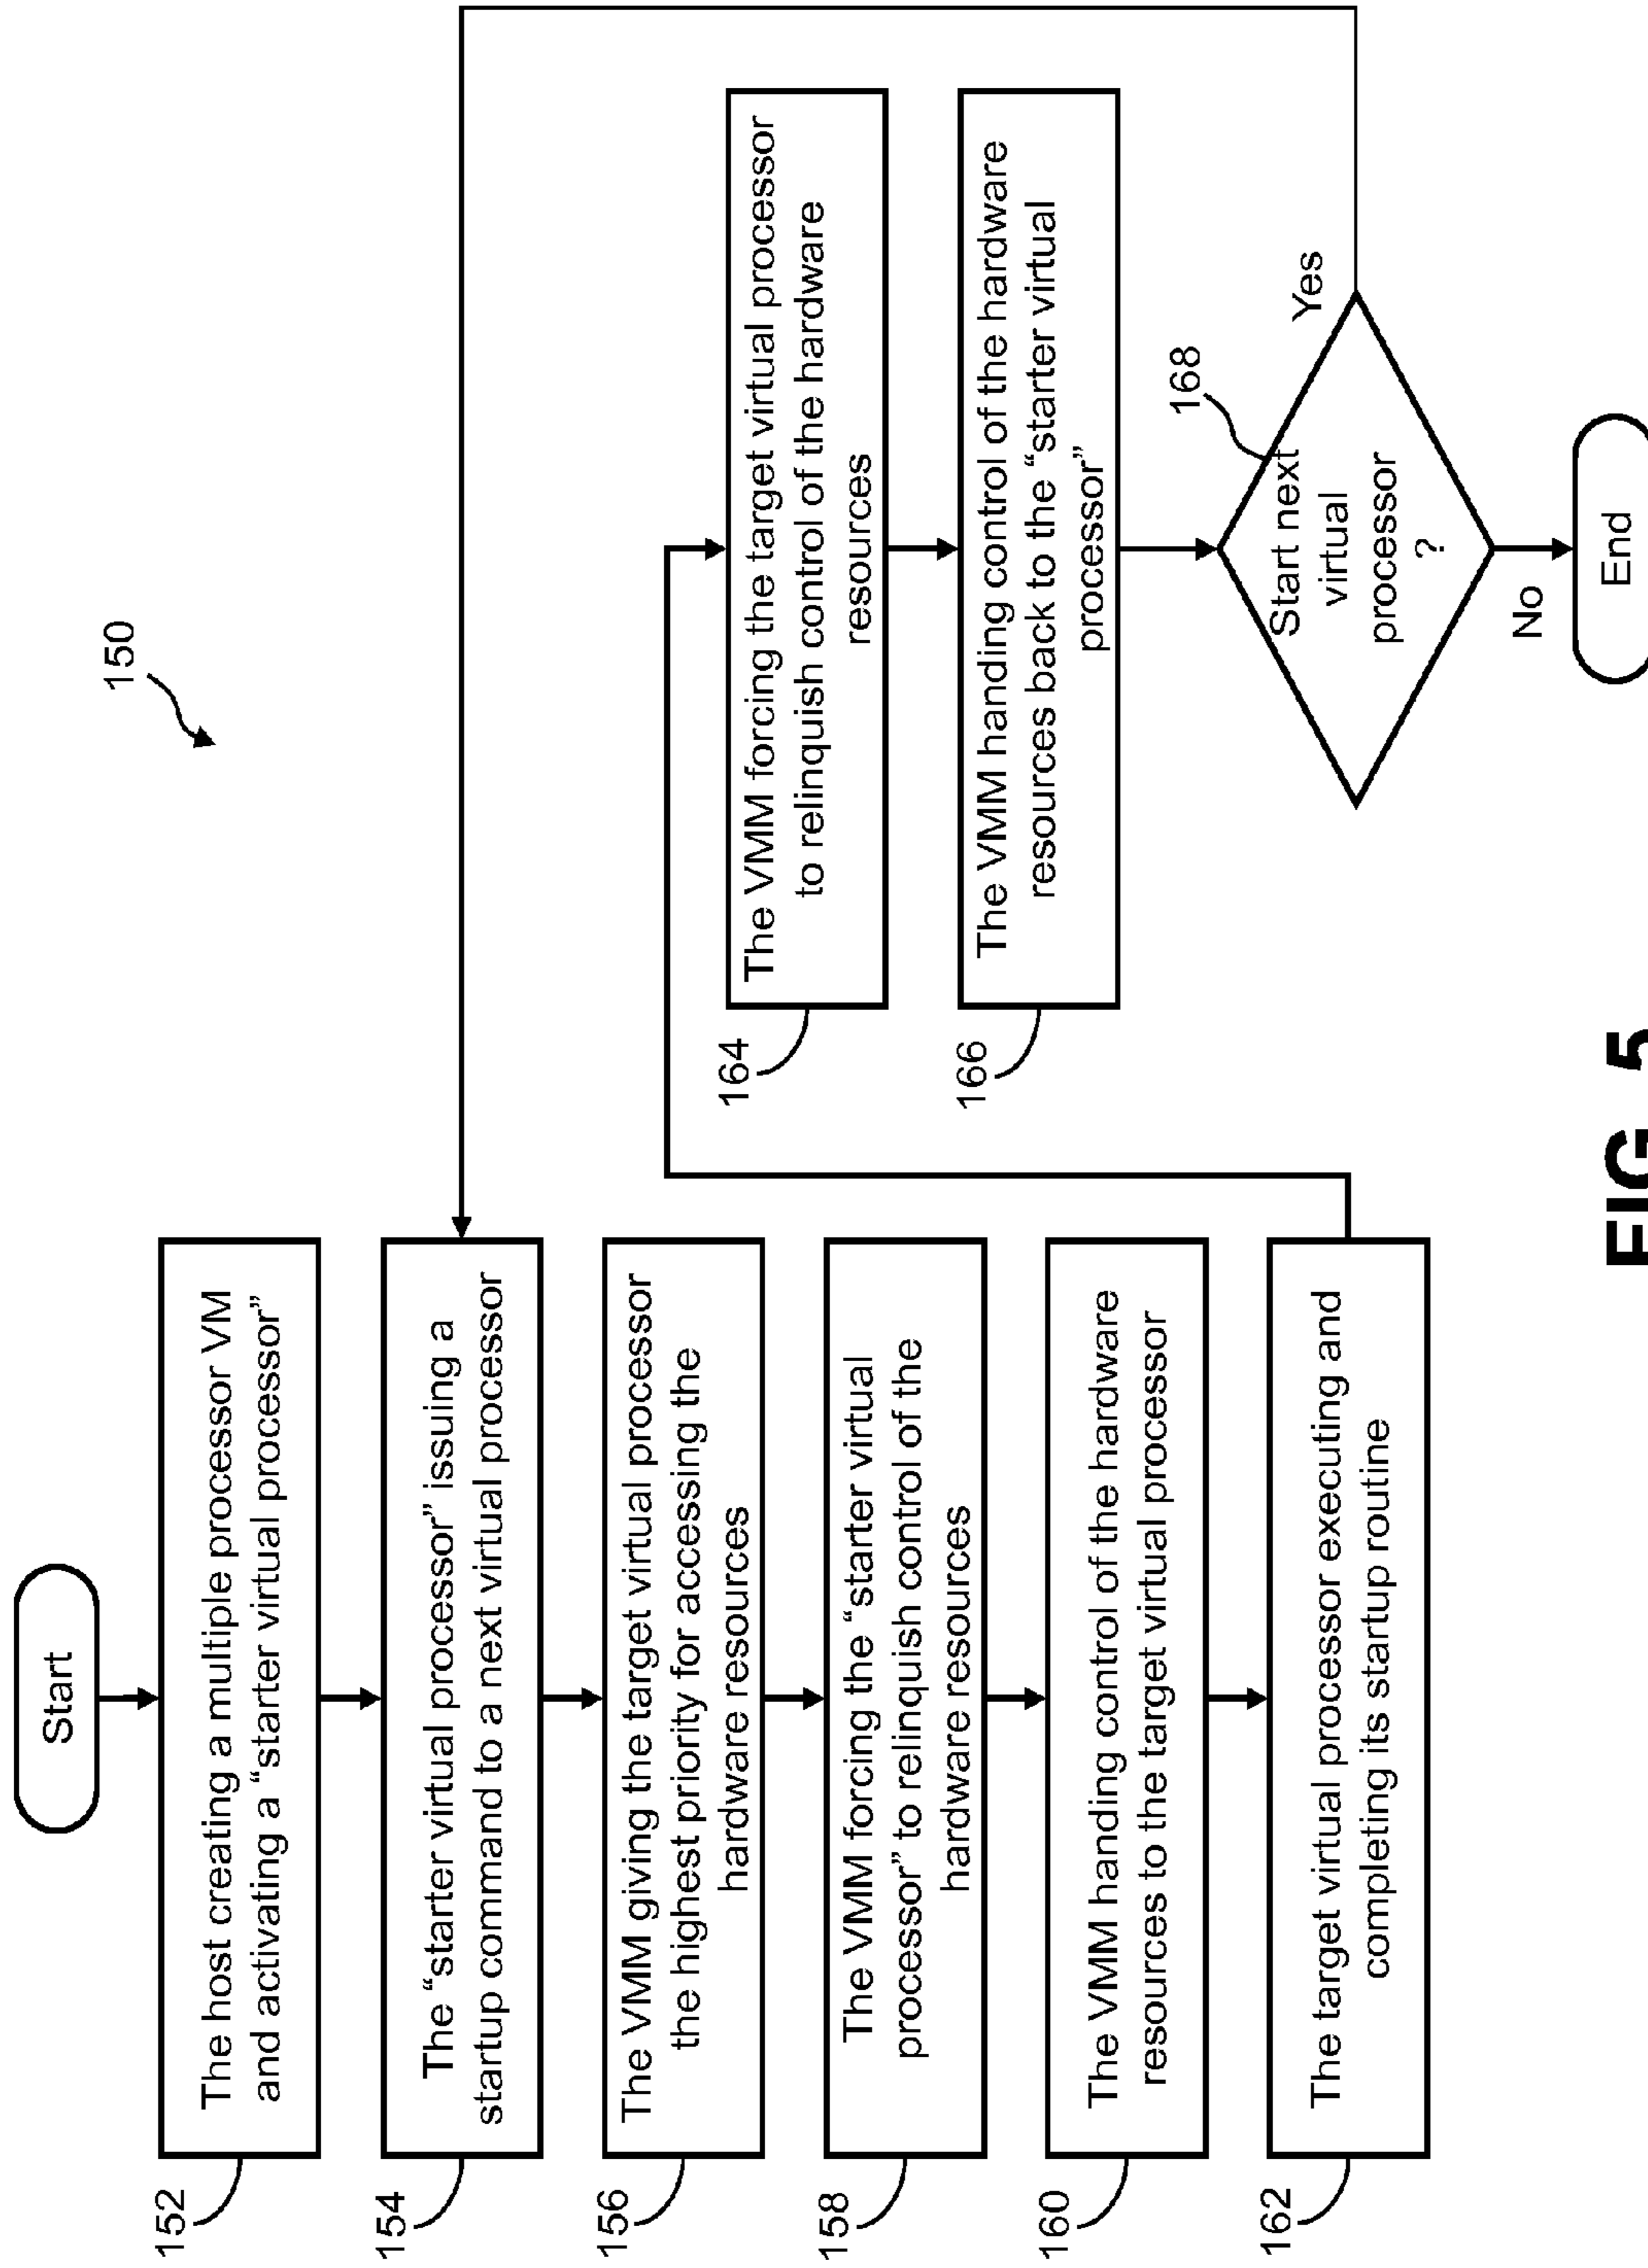 150
Start
152
The host creating a multiple processor VM
and activating a “starter virtual processor”
154
The “starter virtual processor” issuing a
startup command to a next virtual processor
156
The VMM giving the target virtual processor
the highest priority for accessing the
hardware resources
158
The VMM forcing the “starter virtual
processor” to relinquish control of the
hardware resources
160
The VMM handing control of the hardware
resources to the target virtual processor
162
The target virtual processor executing and
completing its startup routine
164
The VMM forcing the target virtual processor
to relinquish control of the hardware
resources
166
The VMM handing control of the hardware
resources back to the “starter virtual
processor”
168
Start next
virtual
processor
?
Yes
No
End
FIG. 5